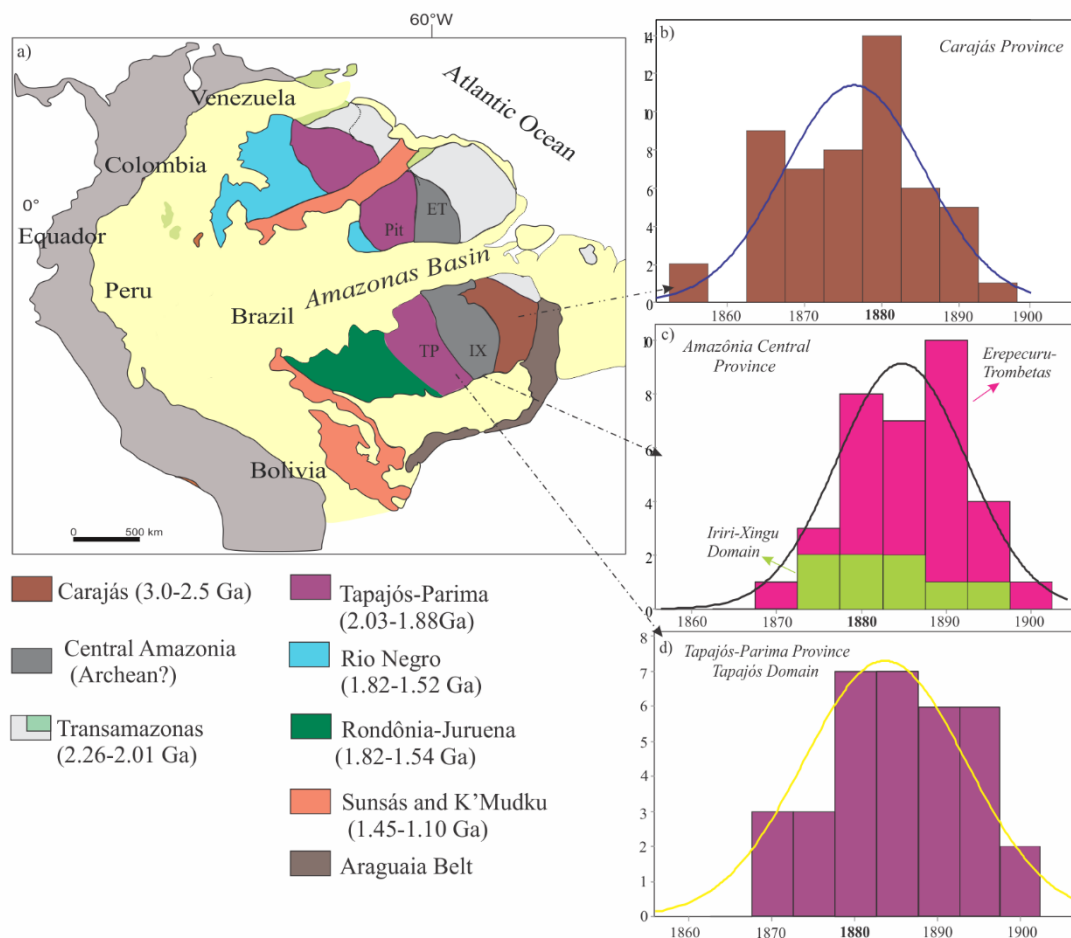 60°W
a)
Venezuela
Atlantic Ocean
Colombia
0°
Equador
ET
Pit
Peru
Amazonas Basin
Brazil
TP
IX
Bolivia
0 500 km
Carajás (3.0-2.5 Ga)
Central Amazonia
(Archean?)
Transamazonas
(2.26-2.01 Ga)
Tapajós-Parima
(2.03-1.88Ga)
Rio Negro
(1.82-1.52 Ga)
Rondônia-Juruena
(1.82-1.54 Ga)
Sunsás and K’Mudku
(1.45-1.10 Ga)
Araguaia Belt
b)
Carajás Province
14
12
10
8
6
4
2
0
1860 1870 1880 1890 1900
c)
Amazônia Central
Province
Erepecuru-
Trombetas
Iriri-Xingu
Domain
10
8
6
4
2
0
1860 1870 1880 1890 1900
d)
Tapajós-Parima Province
Tapajós Domain
8
7
6
5
4
3
2
1
0
1860 1870 1880 1890 1900